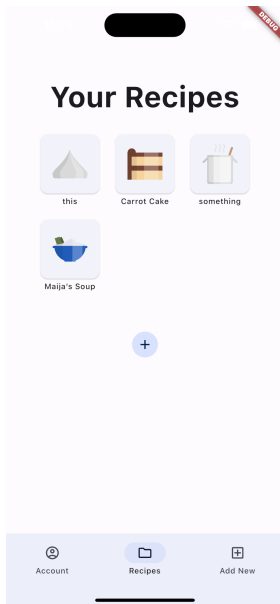 DEBUG
Your Recipes
this
Carrot Cake
something
Maija's Soup
+
Account
Recipes
Add New